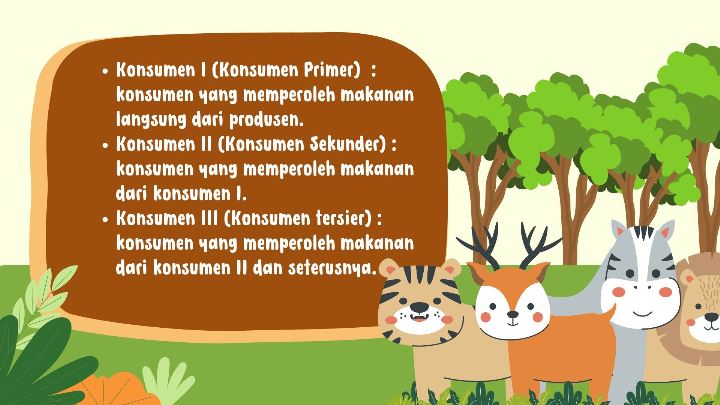 • Konsumen I (Konsumen Primer)  :
konsumen yang memperoleh makanan
langsung dari produsen.
• Konsumen II (Konsumen Sekunder) :
konsumen yang memperoleh makanan
dari konsumen I.
• Konsumen III (Konsumen tersier) :
konsumen yang memperoleh makanan
dari konsumen II dan seterusnya.